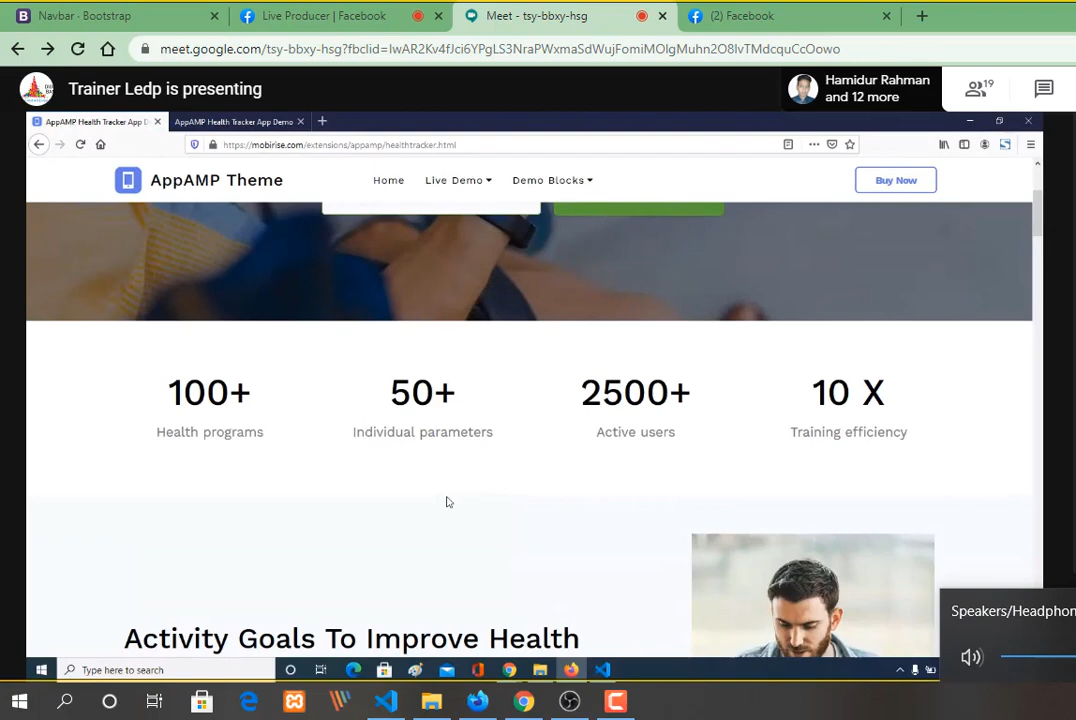 Navbar · Bootstrap
Live Producer | Facebook
Meet - tsy-bbxy-hsg
(2) Facebook
meet.google.com/tsy-bbxy-hsg?fbclid=IwAR2Kv4fJci6YPgLS3NraPWxmaSdWujFomiMOlgMuhn2O8IvTMdcquCcOowo
Trainer Ledp is presenting
Hamidur Rahman
and 12 more
19
AppAMP Health Tracker App D
AppAMP Health Tracker App Demo
https://mobirise.com/extensions/appamp/healthtracker.html
AppAMP Theme
Home
Live Demo
Demo Blocks
Buy Now
100+
50+
2500+
10 X
Health programs
Individual parameters
Active users
Training efficiency
Activity Goals To Improve Health
Speakers/Headphon
Type here to search